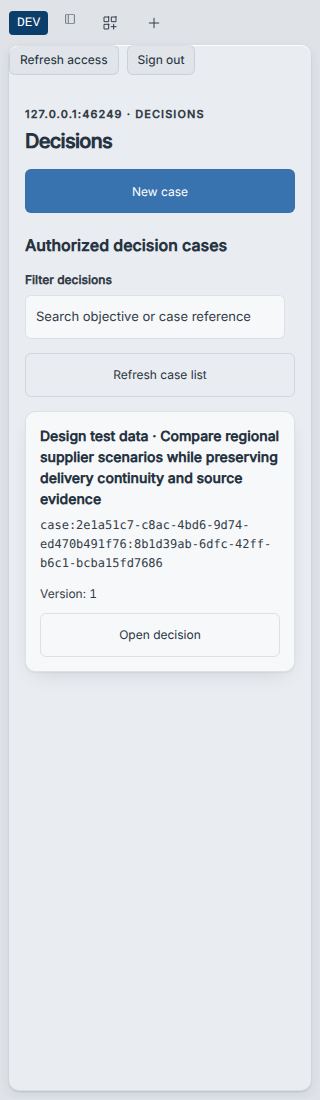 DEV
Refresh access
Sign out
127.0.0.1:46249 · DECISIONS
Decisions
New case
Authorized decision cases
Filter decisions
Search objective or case reference
Refresh case list
Design test data · Compare regional
supplier scenarios while preserving
delivery continuity and source
evidence
case:2e1a51c7-c8ac-4bd6-9d74-
ed470b491f76:8b1d39ab-6dfc-42ff-
b6c1-bcba15fd7686
Version: 1
Open decision